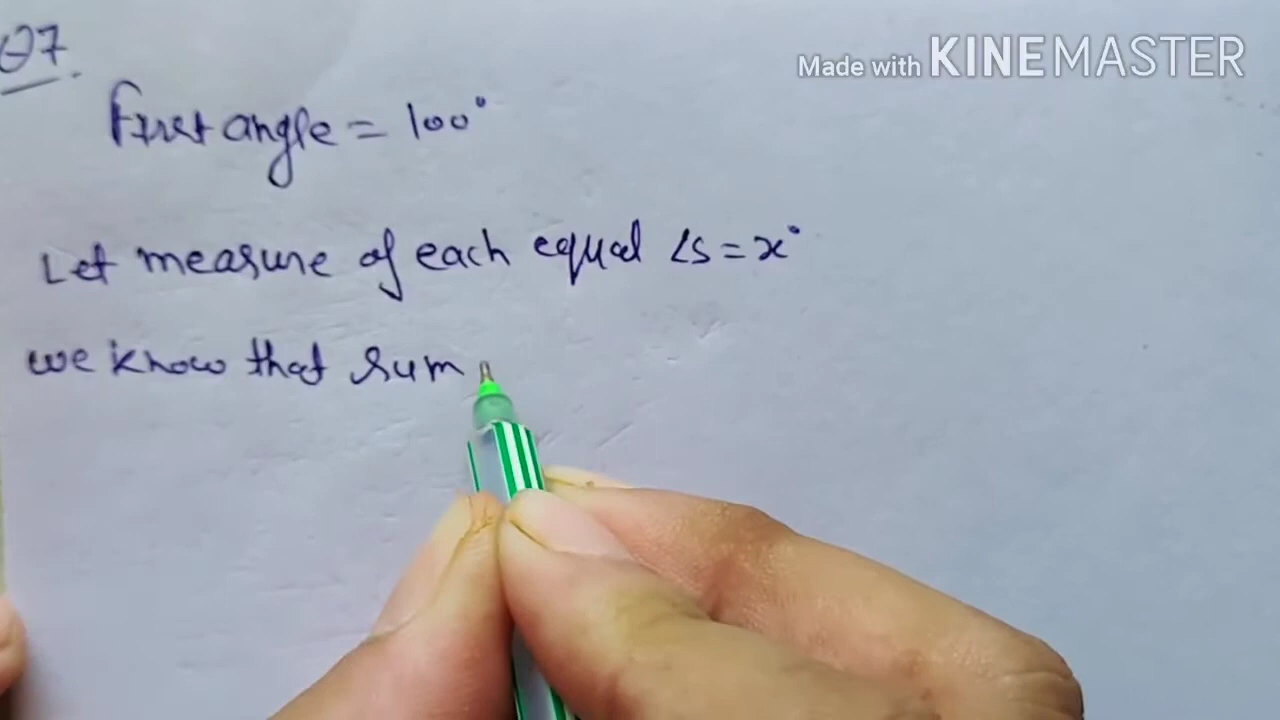 Q7.
Made with KINEMASTER
First angle = 100°
Let measure of each equal ∠s = x°
we know that sum